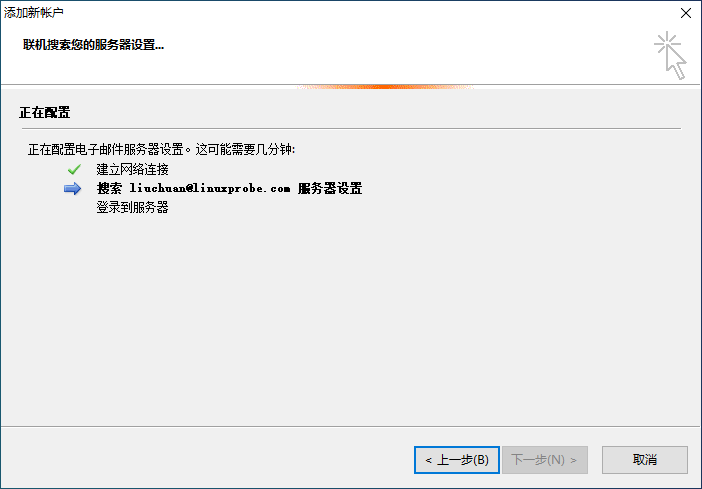 添加新帐户
联机搜索您的服务器设置...
正在配置
正在配置电子邮件服务器设置。这可能需要几分钟:
建立网络连接
搜索 liuchuan@linuxprobe.com 服务器设置
登录到服务器
< 上一步(B) 下一步(N) > 取消